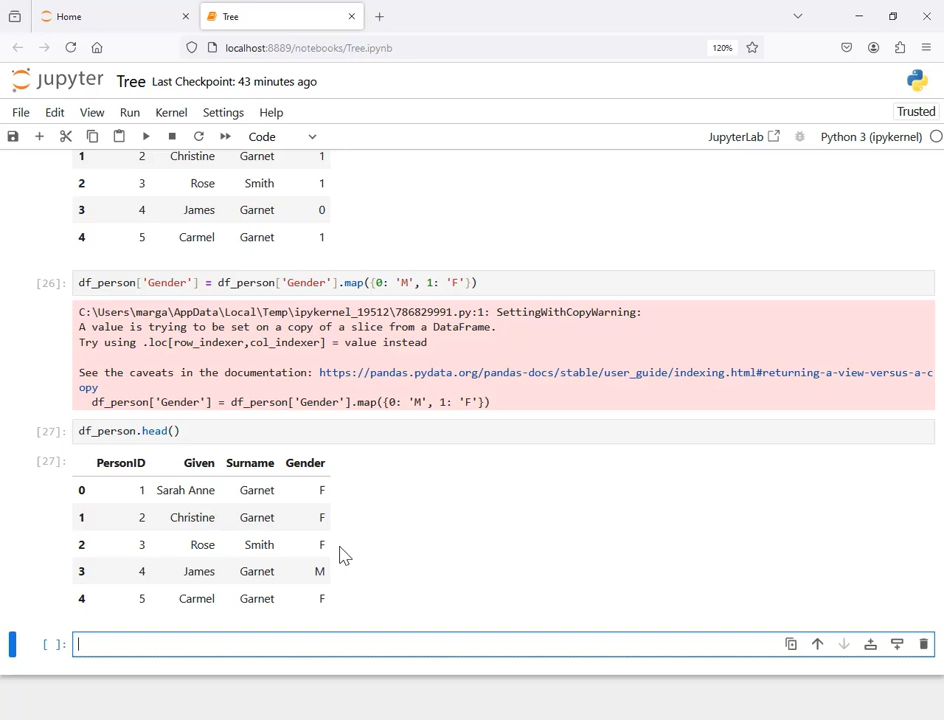 Home
Tree
localhost:8889/notebooks/Tree.ipynb
120%
jupyter Tree Last Checkpoint: 43 minutes ago
File Edit View Run Kernel Settings Help
Trusted
Code
JupyterLab
Python 3 (ipykernel)
1 2 Christine Garnet 1
2 3 Rose Smith 1
3 4 James Garnet 0
4 5 Carmel Garnet 1
[26]: df_person['Gender'] = df_person['Gender'].map({0: 'M', 1: 'F'})
C:\Users\marga\AppData\Local\Temp\ipykernel_19512\786829991.py:1: SettingWithCopyWarning:
A value is trying to be set on a copy of a slice from a DataFrame.
Try using .loc[row_indexer,col_indexer] = value instead
See the caveats in the documentation: https://pandas.pydata.org/pandas-docs/stable/user_guide/indexing.html#returning-a-view-versus-a-c
opy
df_person['Gender'] = df_person['Gender'].map({0: 'M', 1: 'F'})
[27]: df_person.head()
[27]: PersonID Given Surname Gender
0 1 Sarah Anne Garnet F
1 2 Christine Garnet F
2 3 Rose Smith F
3 4 James Garnet M
4 5 Carmel Garnet F
[ ]: